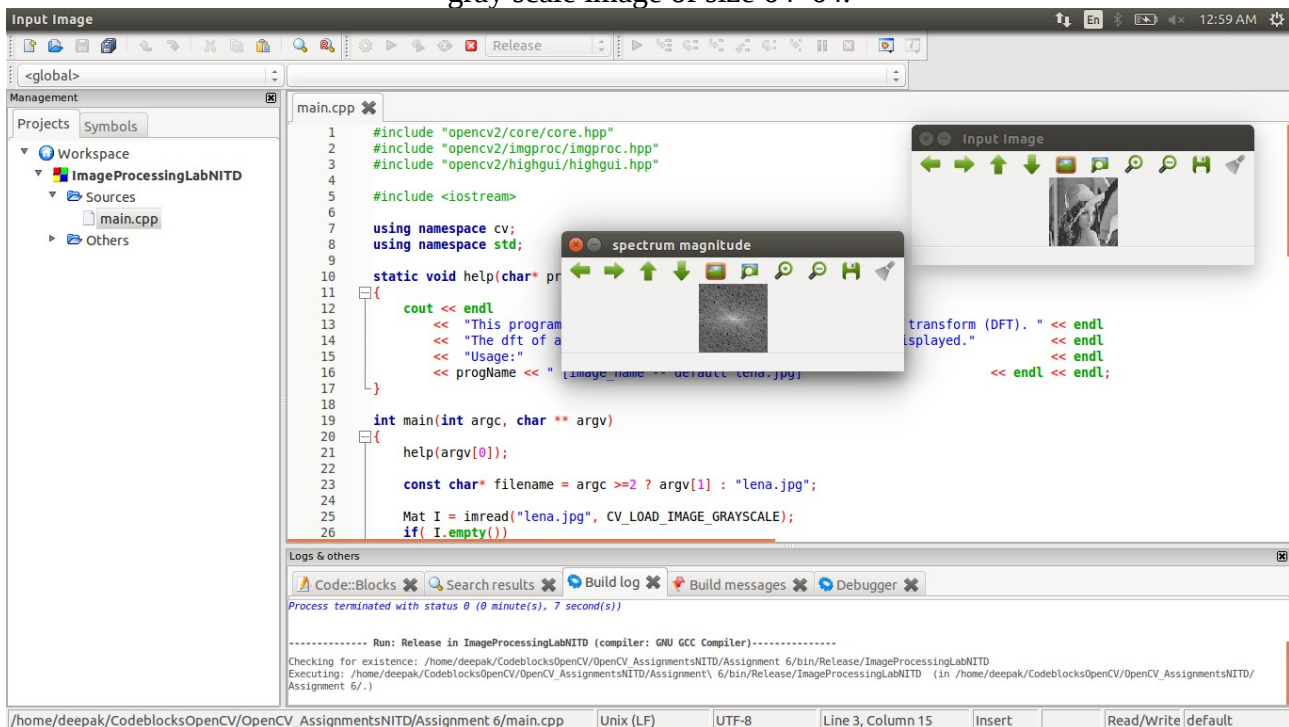 gray scale image of size 64*64.
Input Image
En
12:59 AM
Release
<global>
Management
Projects
Symbols
Workspace
ImageProcessingLabNITD
Sources
main.cpp
Others
main.cpp
1 #include "opencv2/core/core.hpp"
2 #include "opencv2/imgproc/imgproc.hpp"
3 #include "opencv2/highgui/highgui.hpp"
4
5 #include <iostream>
6
7 using namespace cv;
8 using namespace std;
9
10 static void help(char* pr
11 {
12 cout << endl
13 << "This program transform (DFT). " << endl
14 << "The dft of a isplayed." << endl
15 << "Usage:" << endl
16 << progName << " [image_name -- default lena.jpg] << endl << endl;
17 }
18
19 int main(int argc, char ** argv)
20 {
21 help(argv[0]);
22
23 const char* filename = argc >=2 ? argv[1] : "lena.jpg";
24
25 Mat I = imread("lena.jpg", CV_LOAD_IMAGE_GRAYSCALE);
26 if( I.empty())
Input Image
spectrum magnitude
Logs & others
Code::Blocks
Search results
Build log
Build messages
Debugger
Process terminated with status 0 (0 minute(s), 7 second(s))
-------------- Run: Release in ImageProcessingLabNITD (compiler: GNU GCC Compiler)---------------
Checking for existence: /home/deepak/CodeblocksOpenCV/OpenCV_AssignmentsNITD/Assignment 6/bin/Release/ImageProcessingLabNITD
Executing: /home/deepak/CodeblocksOpenCV/OpenCV_AssignmentsNITD/Assignment\ 6/bin/Release/ImageProcessingLabNITD (in /home/deepak/CodeblocksOpenCV/OpenCV_AssignmentsNITD/
Assignment 6/.)
/home/deepak/CodeblocksOpenCV/OpenCV_AssignmentsNITD/Assignment 6/main.cpp
Unix (LF)
UTF-8
Line 3, Column 15
Insert
Read/Write
default